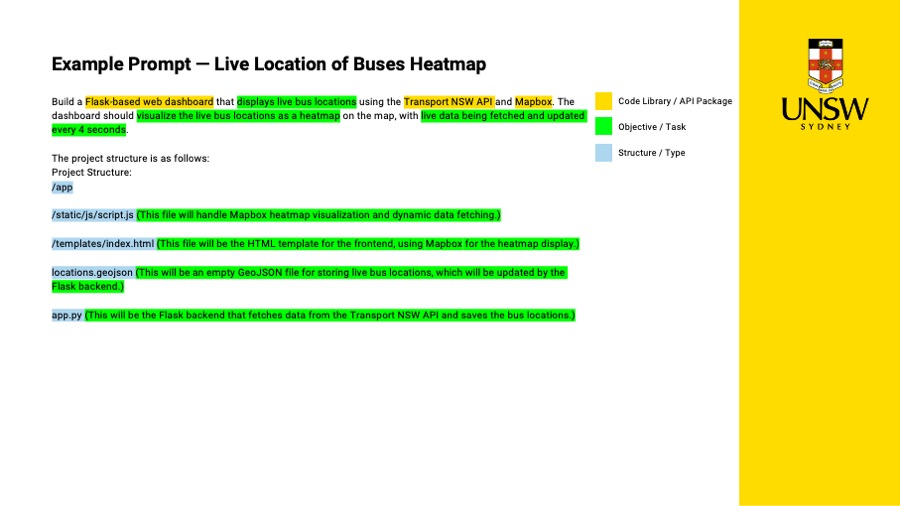 Example Prompt — Live Location of Buses Heatmap
Build a Flask-based web dashboard that displays live bus locations using the Transport NSW API and Mapbox. The
dashboard should visualize the live bus locations as a heatmap on the map, with live data being fetched and updated
every 4 seconds.
The project structure is as follows:
Project Structure:
/app
/static/js/script.js (This file will handle Mapbox heatmap visualization and dynamic data fetching.)
/templates/index.html (This file will be the HTML template for the frontend, using Mapbox for the heatmap display.)
locations.geojson (This will be an empty GeoJSON file for storing live bus locations, which will be updated by the
Flask backend.)
app.py (This will be the Flask backend that fetches data from the Transport NSW API and saves the bus locations.)
Code Library / API Package
Objective / Task
Structure / Type
UNSW
SYDNEY